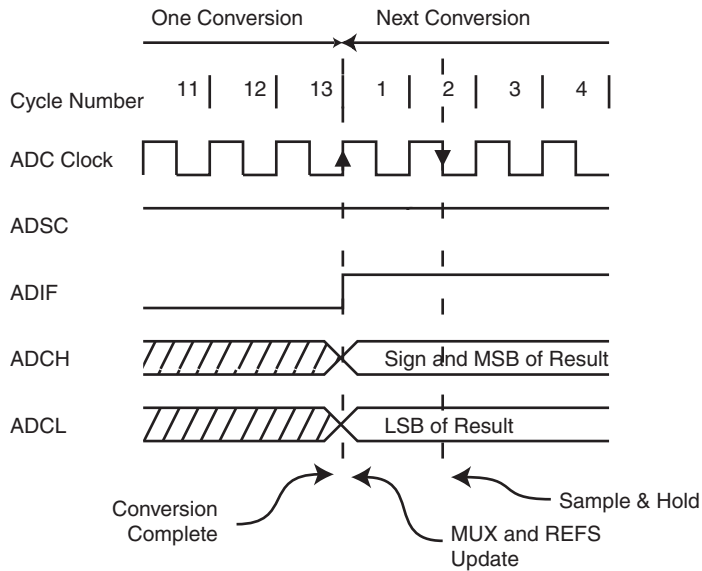 One Conversion Next Conversion
Cycle Number 11 12 13 1 2 3 4
ADC Clock
ADSC
ADIF
ADCH Sign and MSB of Result
ADCL LSB of Result
Conversion
Complete
MUX and REFS
Update
Sample & Hold